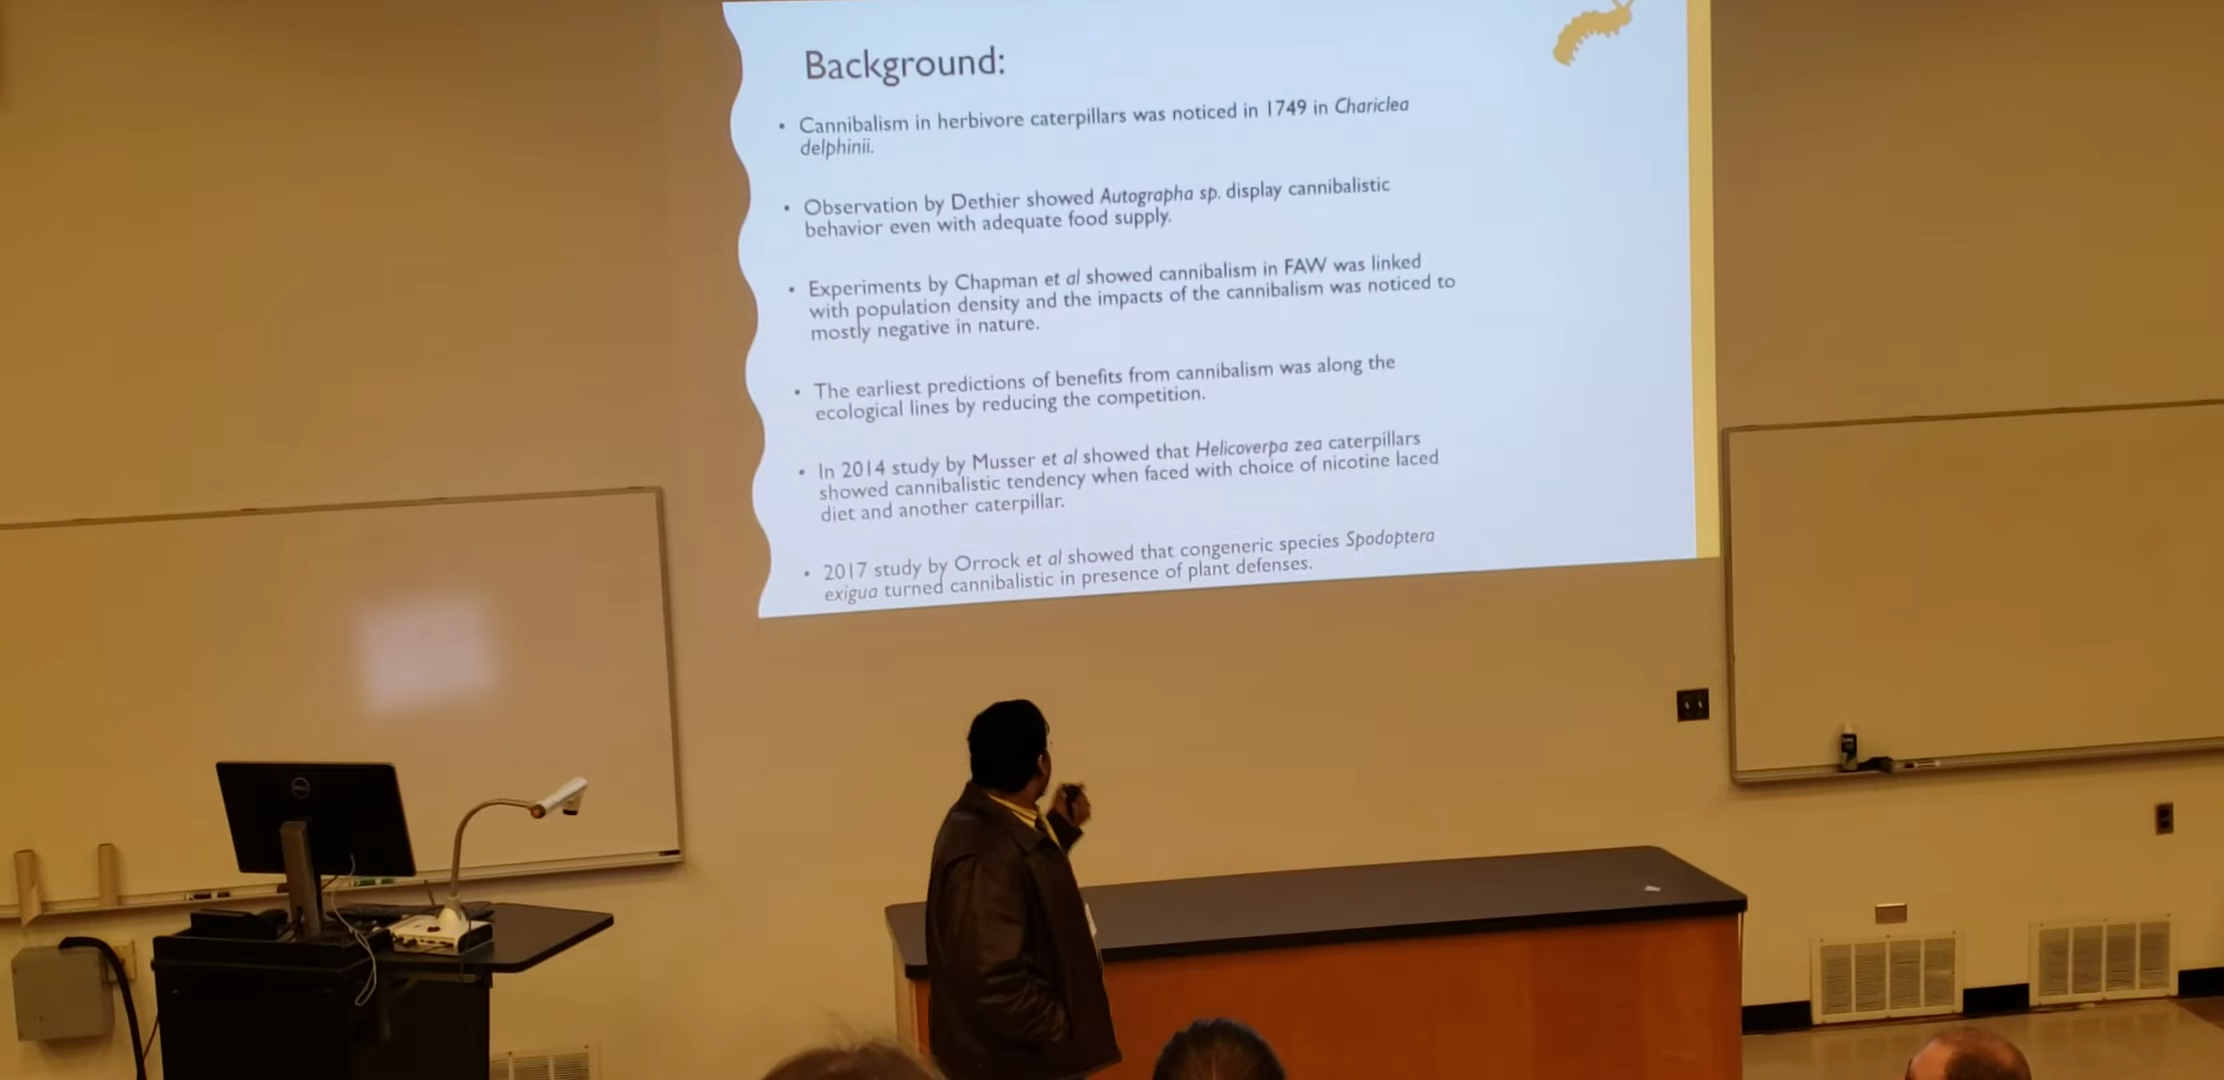 Background:
• Cannibalism in herbivore caterpillars was noticed in 1749 in Chariclea
delphinii.
• Observation by Dethier showed Autographa sp. display cannibalistic
behavior even with adequate food supply.
• Experiments by Chapman et al showed cannibalism in FAW was linked
with population density and the impacts of the cannibalism was noticed to
mostly negative in nature.
• The earliest predictions of benefits from cannibalism was along the
ecological lines by reducing the competition.
• In 2014 study by Musser et al showed that Helicoverpa zea caterpillars
showed cannibalistic tendency when faced with choice of nicotine laced
diet and another caterpillar.
• 2017 study by Orrock et al showed that congeneric species Spodoptera
exigua turned cannibalistic in presence of plant defenses.
DELL